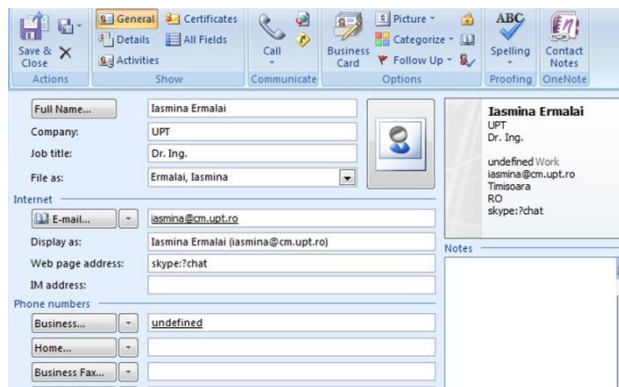 General Certificates
Picture
ABC
Details All Fields
Categorize
Save & Close
Activities
Call
Business Card
Follow Up
Spelling
Contact Notes
Actions Show Communicate Options Proofing OneNote
Full Name... Iasmina Ermalai
Company: UPT
Job title: Dr. Ing.
File as: Ermalai, Iasmina
Internet
E-mail... iasmina@cm.upt.ro
Display as: Iasmina Ermalai (iasmina@cm.upt.ro)
Web page address: skype:?chat
IM address:
Phone numbers
Business... undefined
Home...
Business Fax...
Iasmina Ermalai
UPT
Dr. Ing.
undefined Work
iasmina@cm.upt.ro
Timisoara
RO
skype:?chat
Notes